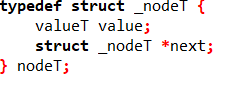 typedef struct _nodeT {
    valueT value;
    struct _nodeT *next;
} nodeT;